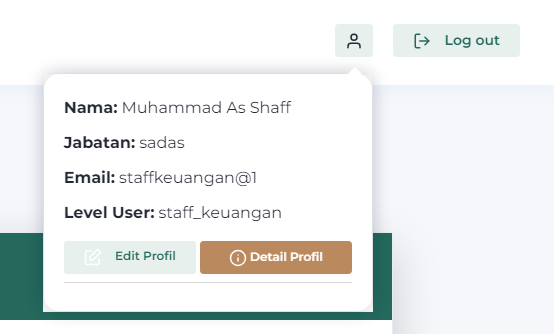 Log out
Nama: Muhammad As Shaff
Jabatan: sadas
Email: staffkeuangan@1
Level User: staff_keuangan
Edit Profil
Detail Profil